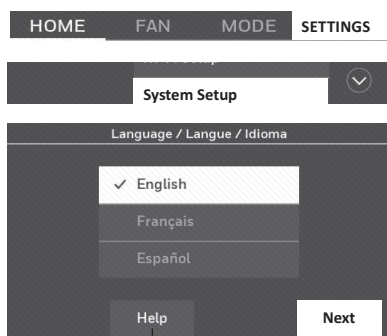 HOME FAN MODE SETTINGS
System Setup
Language / Langue / Idioma
✓ English
Français
Español
Help Next